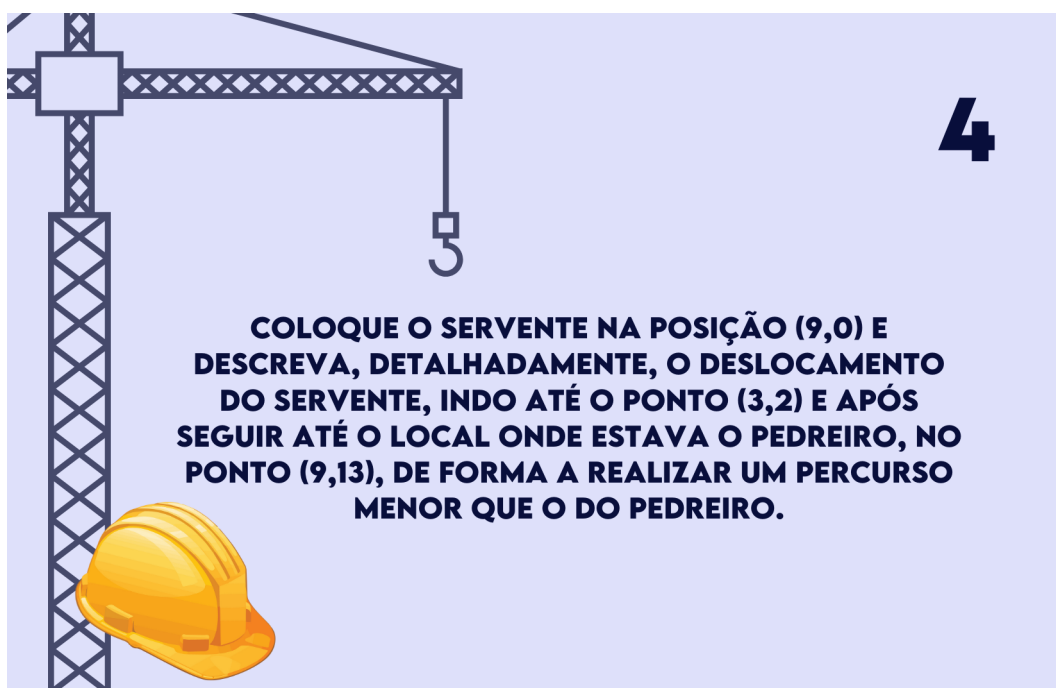 4
COLOQUE O SERVENTE NA POSIÇÃO (9,0) E
DESCREVA, DETALHADAMENTE, O DESLOCAMENTO
DO SERVENTE, INDO ATÉ O PONTO (3,2) E APÓS
SEGUIR ATÉ O LOCAL ONDE ESTAVA O PEDREIRO, NO
PONTO (9,13), DE FORMA A REALIZAR UM PERCURSO
MENOR QUE O DO PEDREIRO.